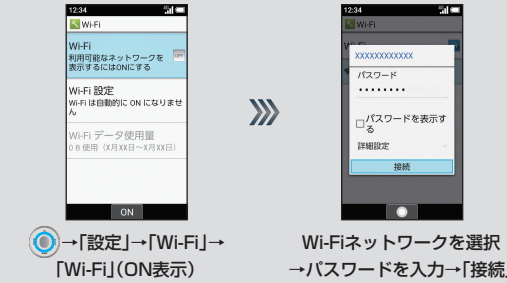 12:34
Wi-Fi
Wi-Fi
利用可能なネットワークを
表示するにはONにする
OFF
Wi-Fi 設定
Wi-Fi は自動的に ON になりませ
ん
Wi-Fi データ使用量
0 B 使用（X月XX日～X月XX日）
ON
→「設定」→「Wi-Fi」→
「Wi-Fi」（ON表示）
12:34
Wi-Fi
XXXXXXXXXXXX
パスワード
••••••••
パスワードを表示す
る
詳細設定
接続
Wi-Fiネットワークを選択
→パスワードを入力→「接続」